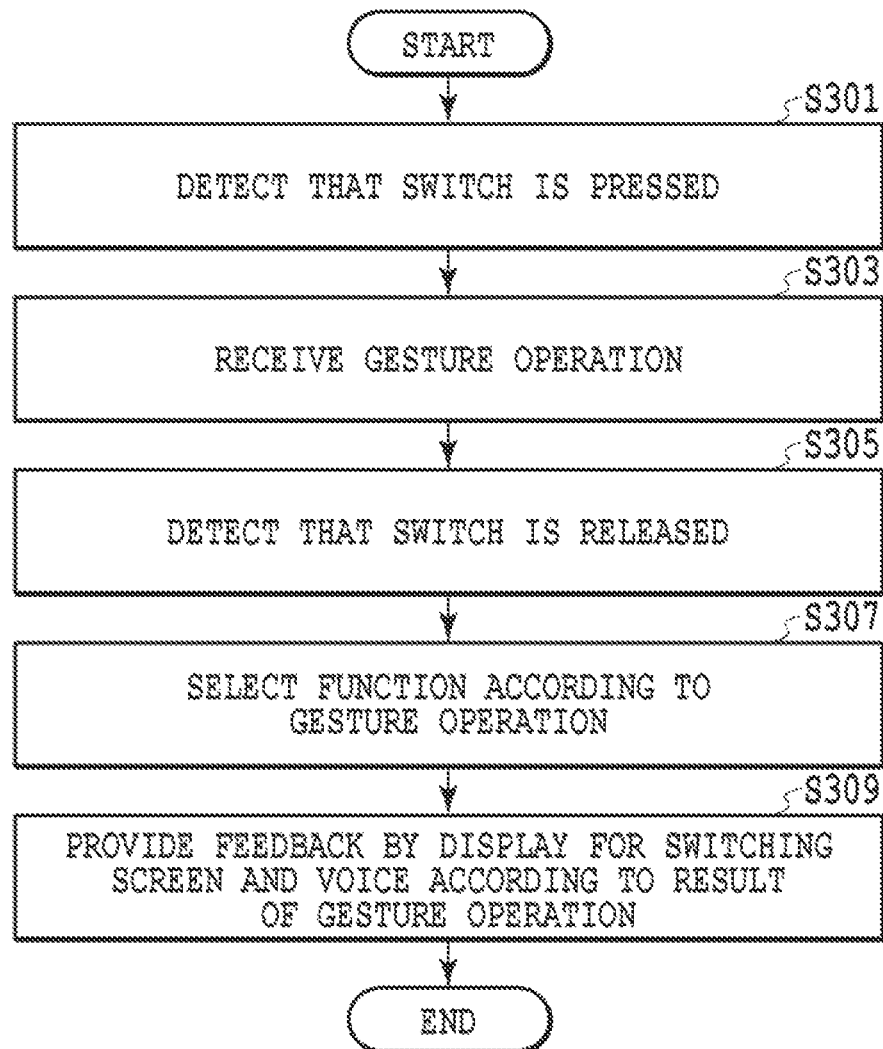 START
S301
DETECT THAT SWITCH IS PRESSED
S303
RECEIVE GESTURE OPERATION
S305
DETECT THAT SWITCH IS RELEASED
S307
SELECT FUNCTION ACCORDING TO
GESTURE OPERATION
S309
PROVIDE FEEDBACK BY DISPLAY FOR SWITCHING
SCREEN AND VOICE ACCORDING TO RESULT
OF GESTURE OPERATION
END